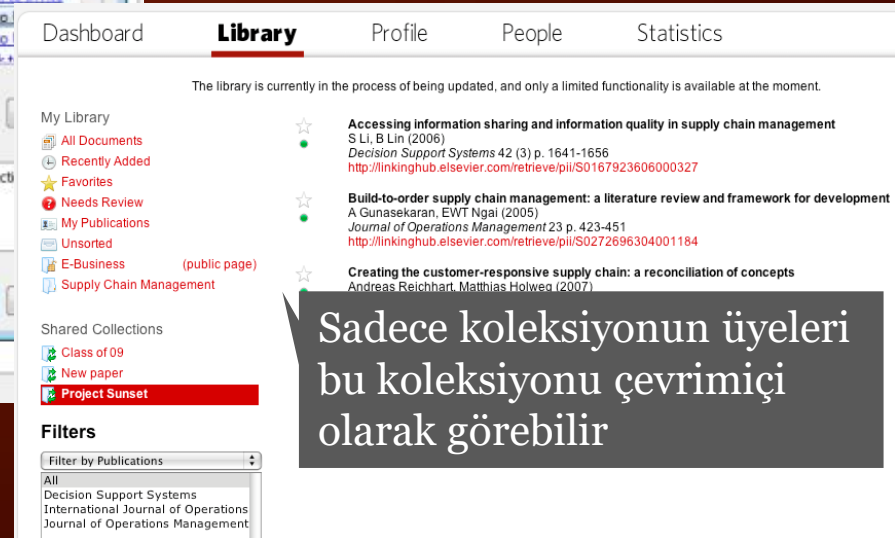 Dashboard Library Profile People Statistics
The library is currently in the process of being updated, and only a limited functionality is available at the moment.
My Library
All Documents
Recently Added
Favorites
Needs Review
My Publications
Unsorted
E-Business (public page)
Supply Chain Management
Shared Collections
Class of 09
New paper
Project Sunset
Filters
Filter by Publications
All
Decision Support Systems
International Journal of Operations
Journal of Operations Management
Accessing information sharing and information quality in supply chain management
S Li, B Lin (2006)
Decision Support Systems 42 (3) p. 1641-1656
http://linkinghub.elsevier.com/retrieve/pii/S0167923606000327
Build-to-order supply chain management: a literature review and framework for development
A Gunasekaran, EWT Ngai (2005)
Journal of Operations Management 23 p. 423-451
http://linkinghub.elsevier.com/retrieve/pii/S0272696304001184
Creating the customer-responsive supply chain: a reconciliation of concepts
Andreas Reichhart, Matthias Holweg (2007)
Sadece koleksiyonun üyeleri
bu koleksiyonu çevrimiçi
olarak görebilir